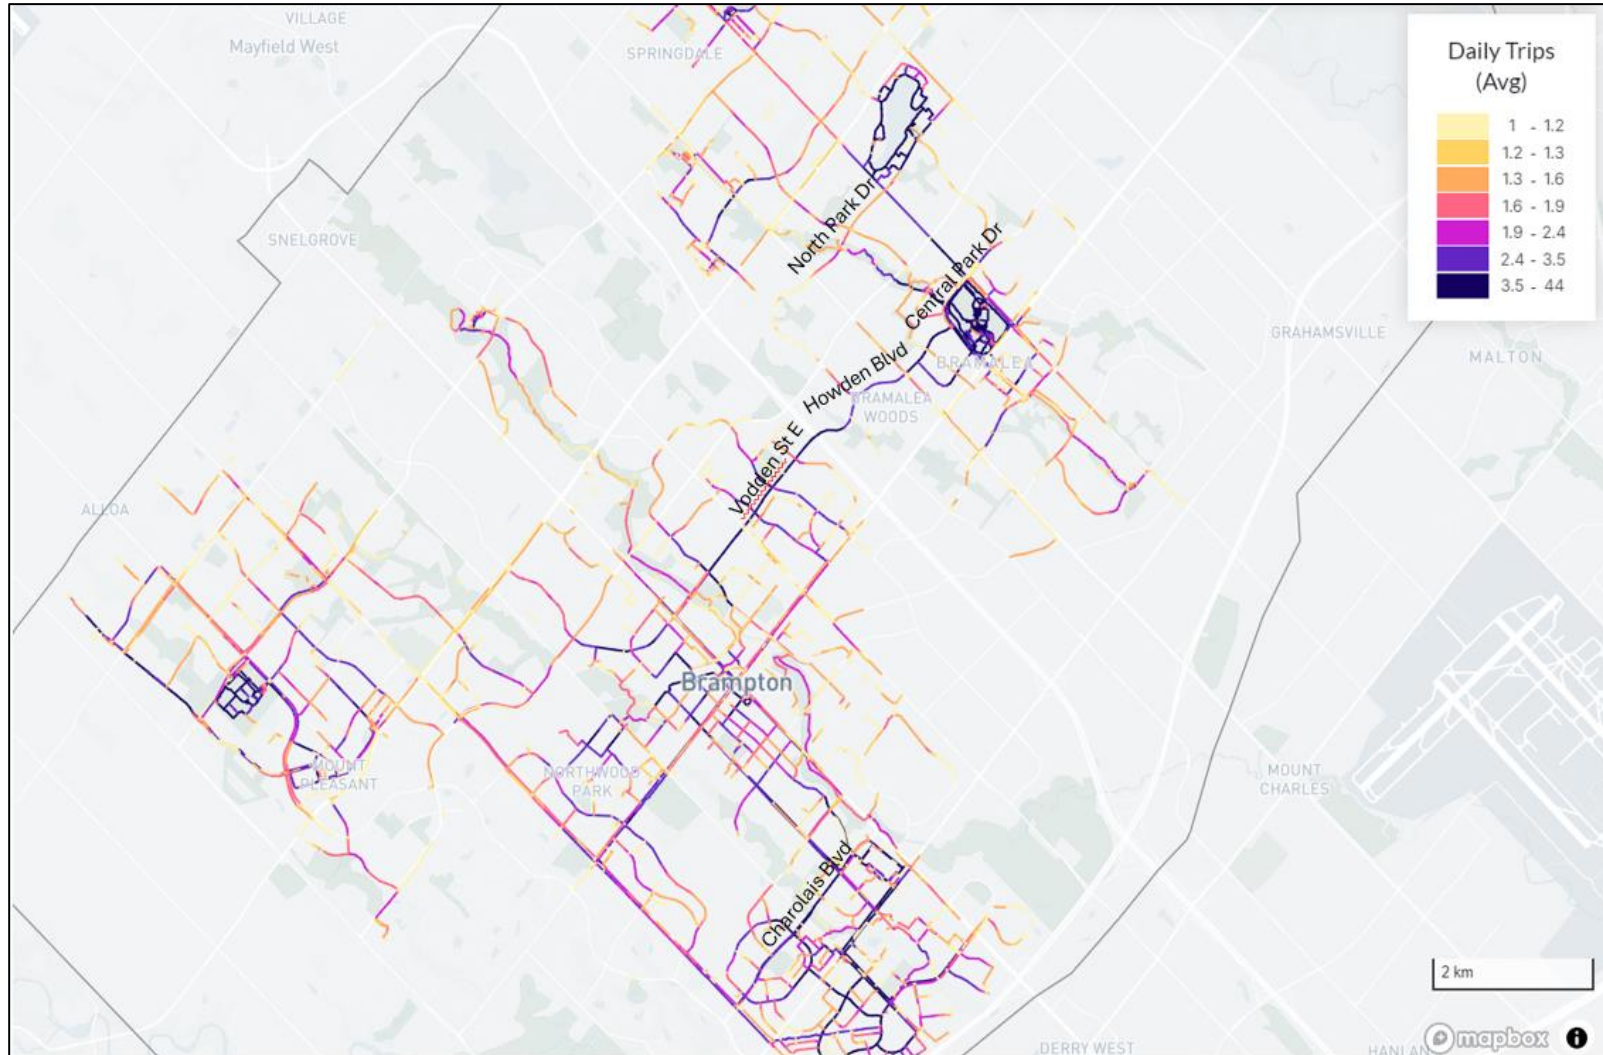 VILLAGE
Mayfield West
SPRINGDALE
Daily Trips
(Avg)
1 - 1.2
1.2 - 1.3
1.3 - 1.6
1.6 - 1.9
1.9 - 2.4
2.4 - 3.5
3.5 - 44
SNELGROVE
North Park Dr
Central Park Dr
GRAHAMSVILLE
MALTON
BRAMALEA
Howden Blvd
BRAMALEA
WOODS
Vodden St E
ALLOA
Brampton
MOUNT
PLEASANT
NORTHWOOD
PARK
MOUNT
CHARLES
Charolais Blvd
2 km
mapbox
DERRY WEST
HANLAN